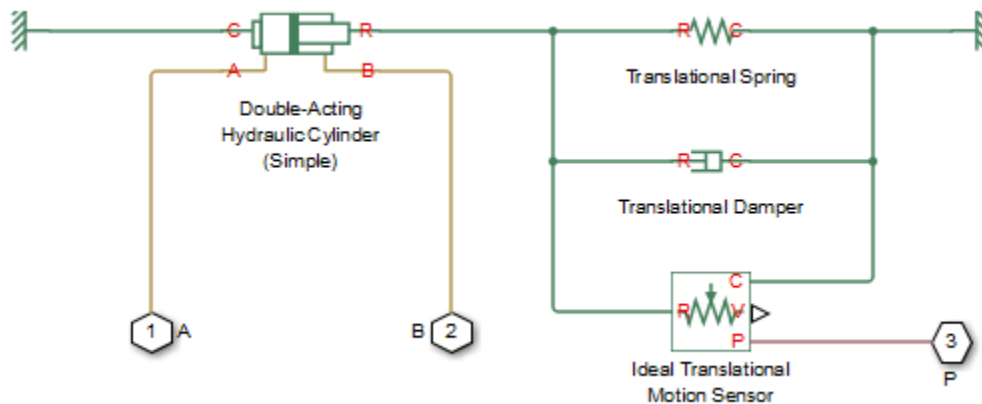 C R R C
A B
Translational Spring
Double-Acting
Hydraulic Cylinder
(Simple)
R C
Translational Damper
C
R V
P
1 A
B 2
3
P
Ideal Translational
Motion Sensor